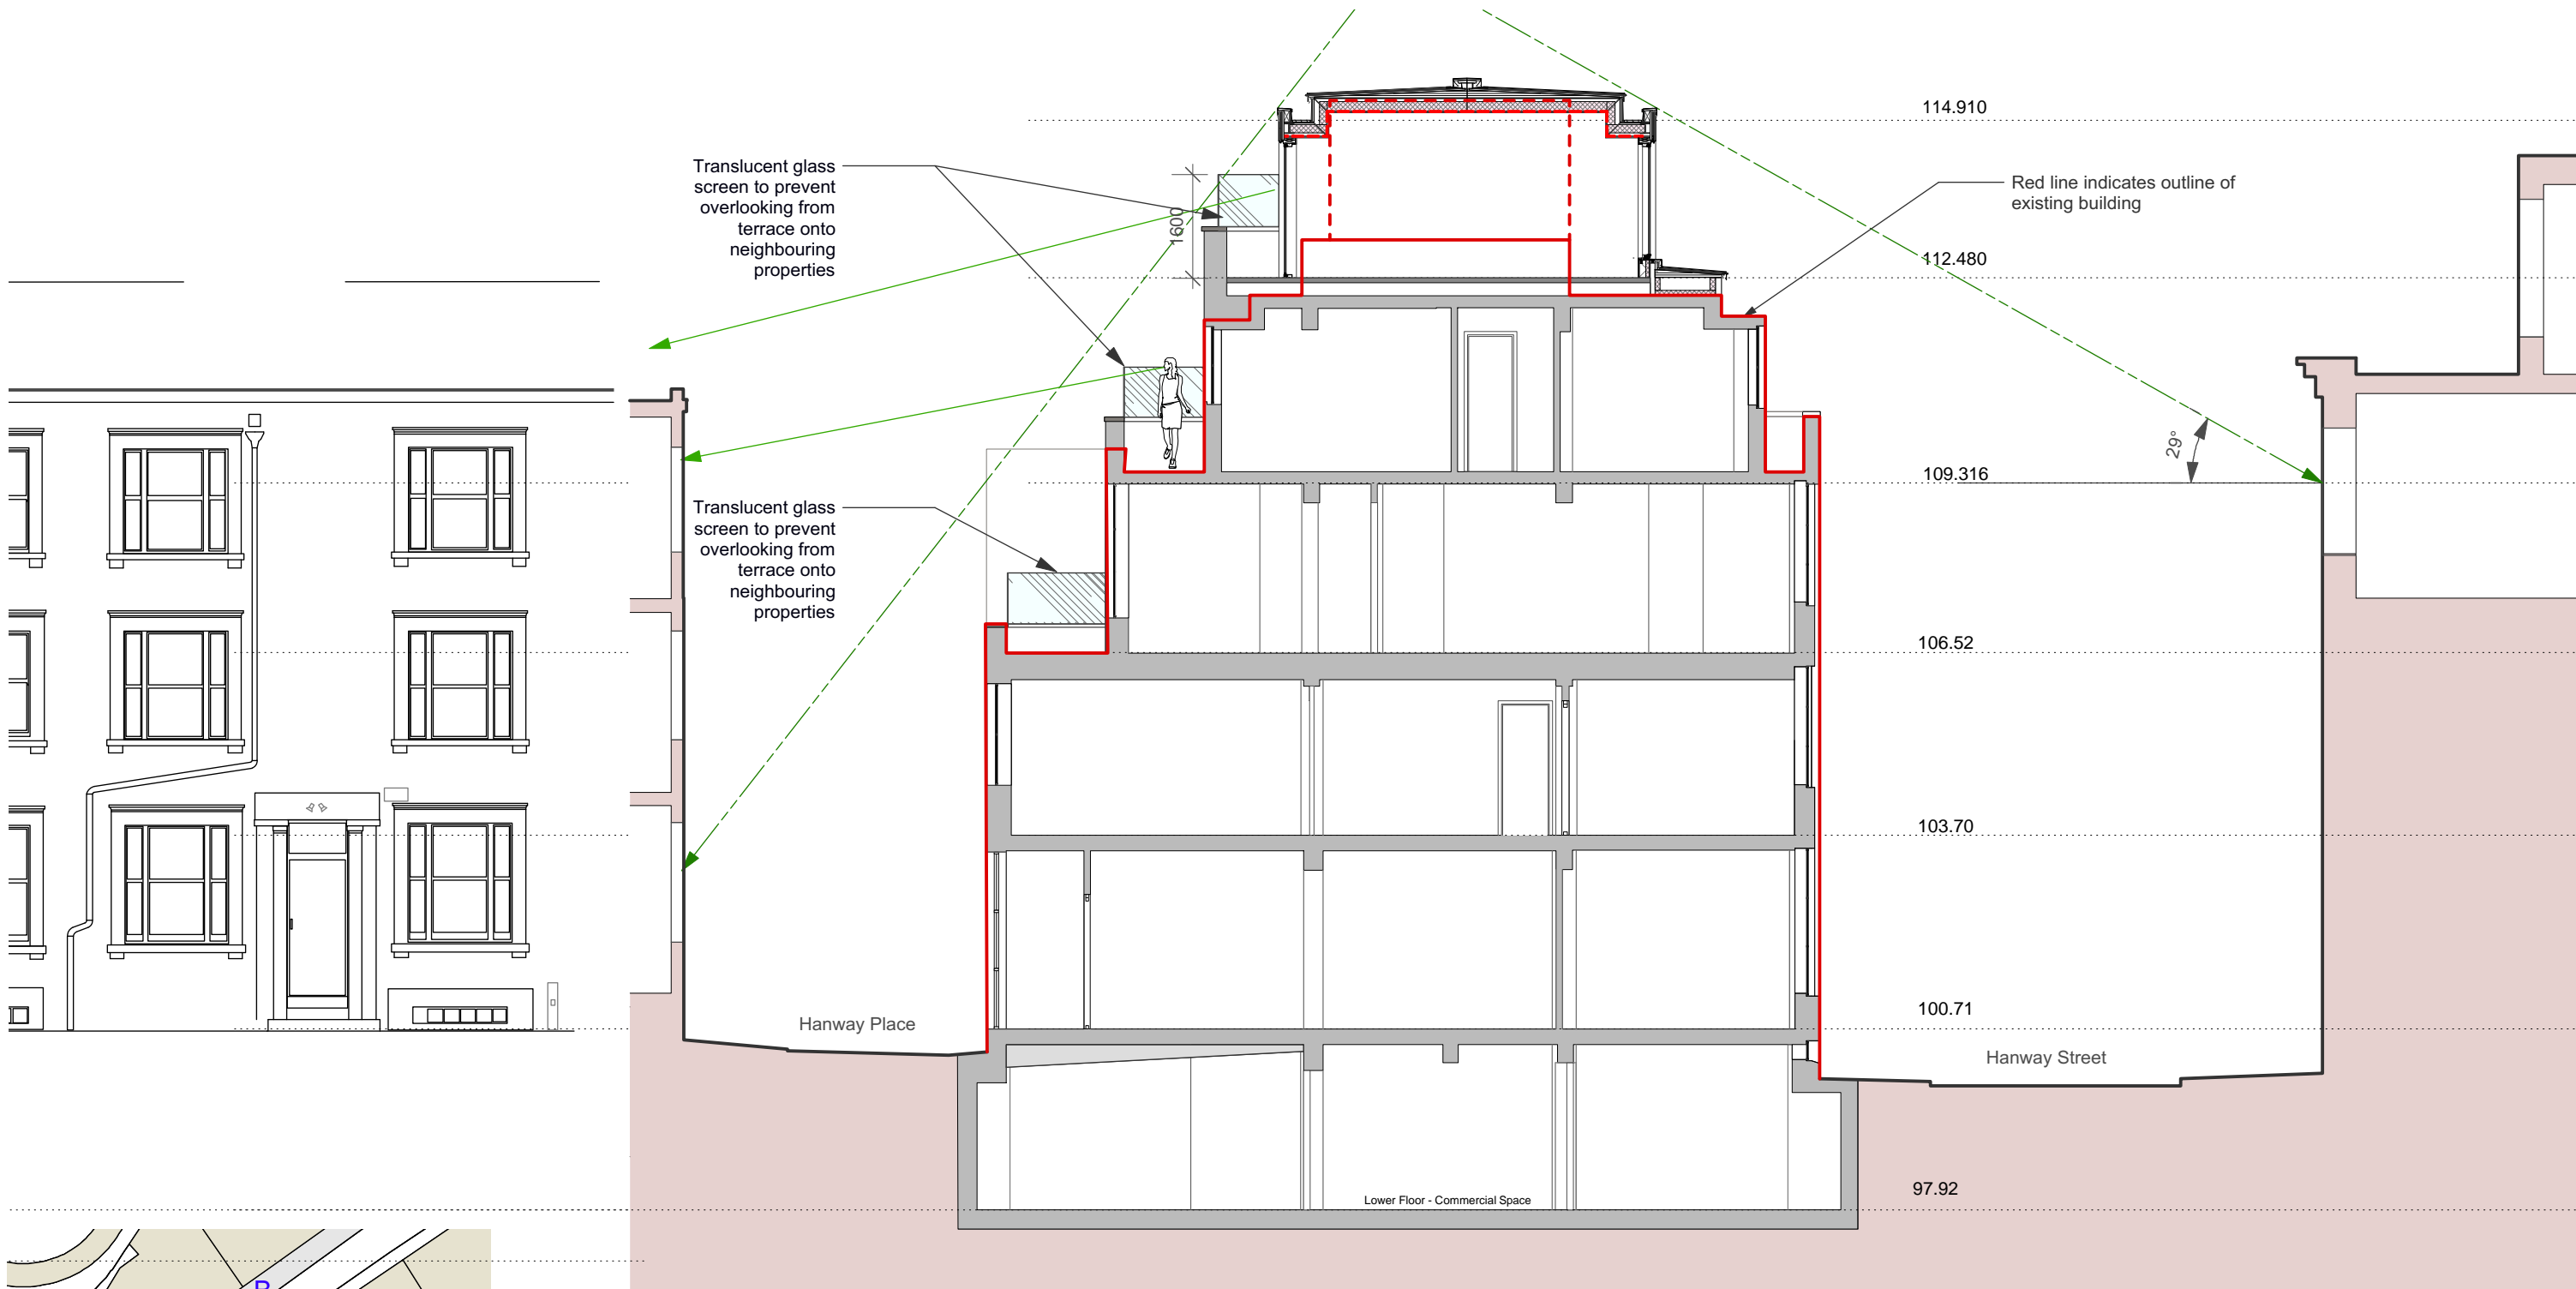 114.910
Translucent glass
screen to prevent
overlooking from
terrace onto
neighbouring
properties
1600
Red line indicates outline of
existing building
112.480
29°
109.316
Translucent glass
screen to prevent
overlooking from
terrace onto
neighbouring
properties
106.52
103.70
100.71
Hanway Place
Hanway Street
97.92
Lower Floor - Commercial Space